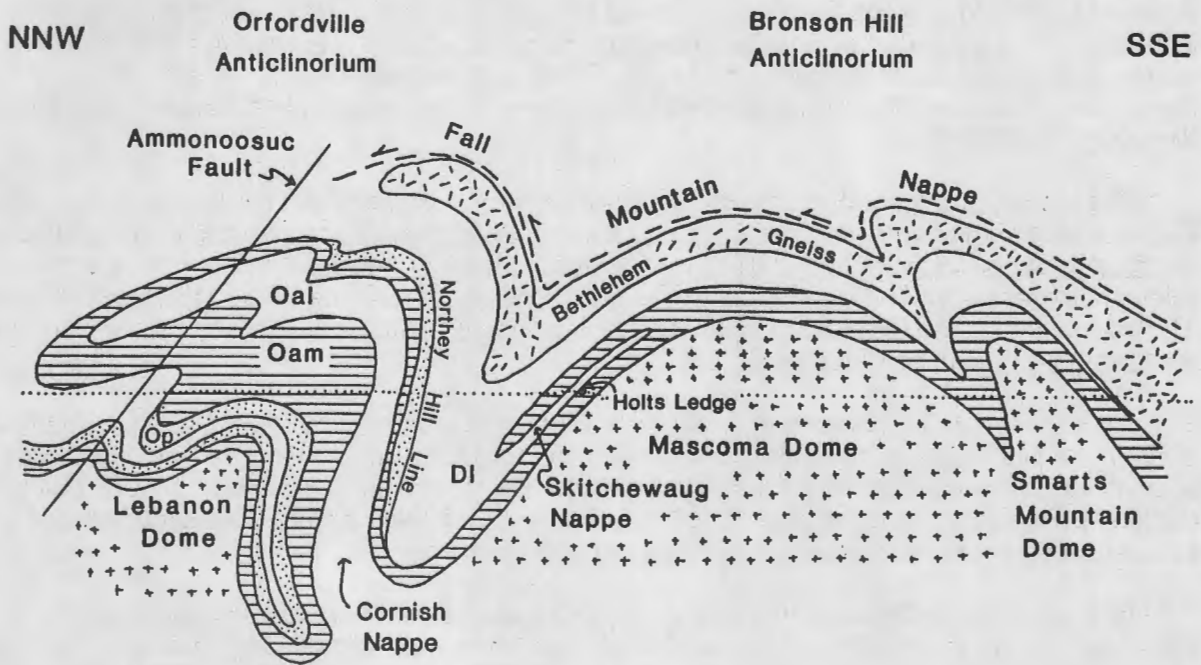 NNW
Orfordville
Anticlinorium
Bronson Hill
Anticlinorium
SSE
Ammonoosuc
Fault
Fall
Mountain
Nappe
Bethlehem
Gneiss
Oal
Oam
Northey
Hill
Line
Op
Dl
Holts Ledge
Mascoma Dome
Lebanon
Dome
Skitchewaug
Nappe
Smarts
Mountain
Dome
Cornish
Nappe